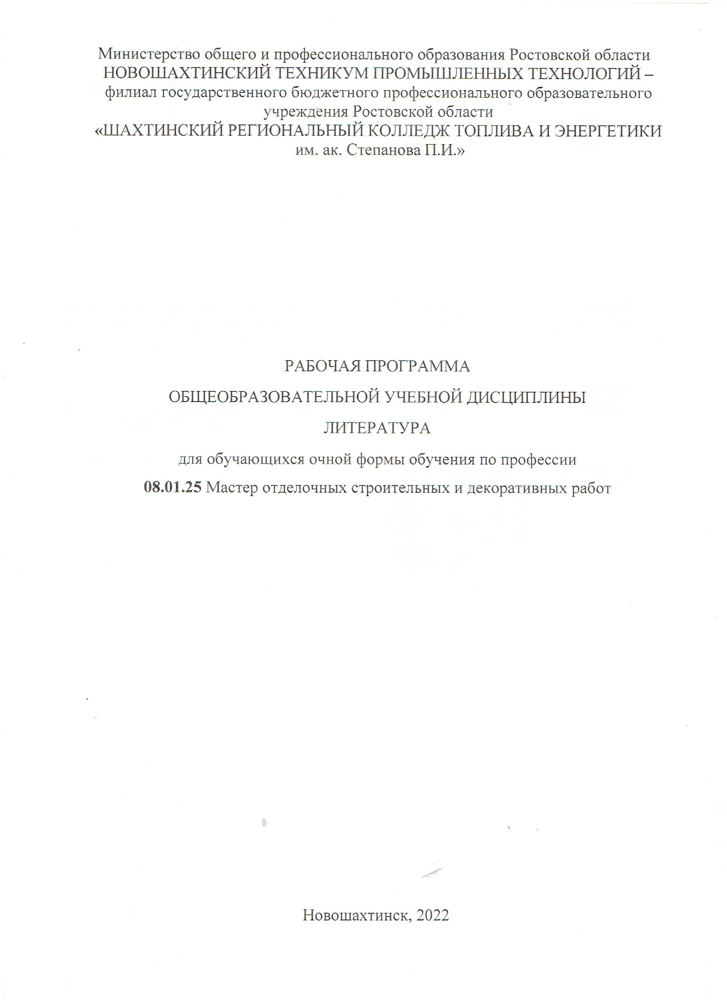 Министерство общего и профессионального образования Ростовской области
НОВОШАХТИНСКИЙ ТЕХНИКУМ ПРОМЫШЛЕННЫХ ТЕХНОЛОГИЙ –
филиал государственного бюджетного профессионального образовательного
учреждения Ростовской области
«ШАХТИНСКИЙ РЕГИОНАЛЬНЫЙ КОЛЛЕДЖ ТОПЛИВА И ЭНЕРГЕТИКИ
им. ак. Степанова П.И.»
РАБОЧАЯ ПРОГРАММА
ОБЩЕОБРАЗОВАТЕЛЬНОЙ УЧЕБНОЙ ДИСЦИПЛИНЫ
ЛИТЕРАТУРА
для обучающихся очной формы обучения по профессии
08.01.25 Мастер отделочных строительных и декоративных работ
Новошахтинск, 2022